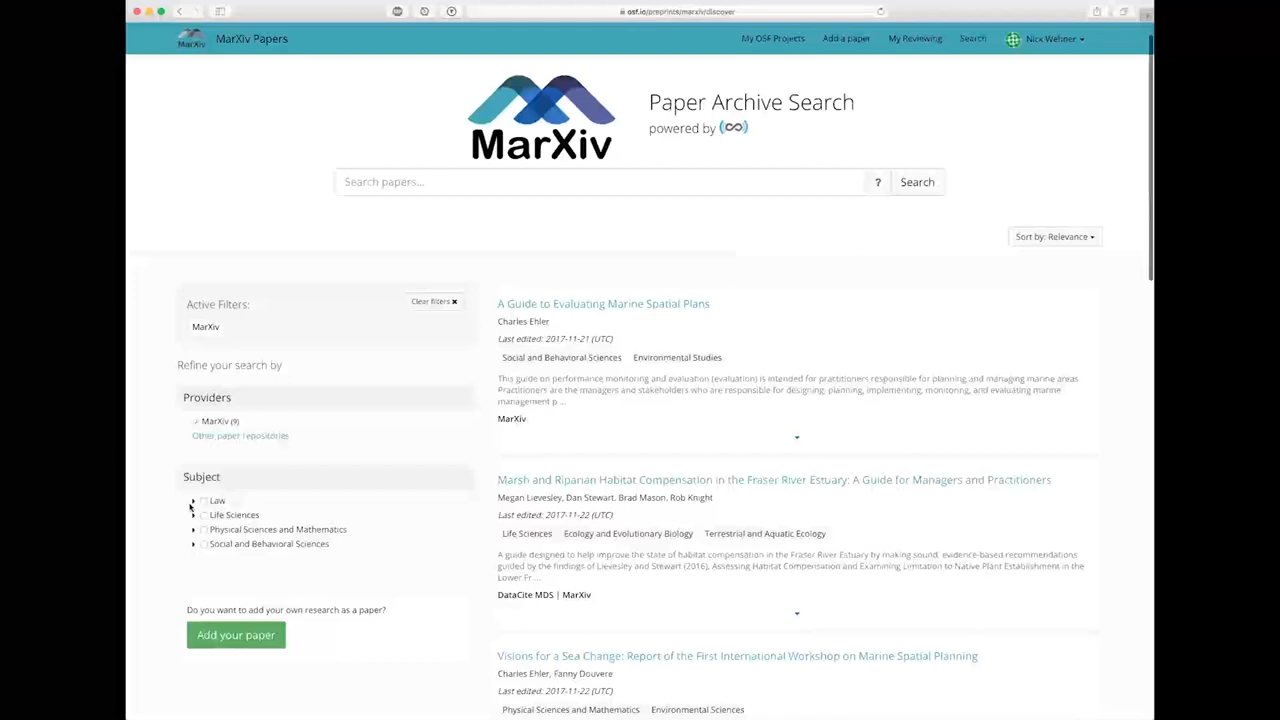 osf.io/preprints/marxiv/discover
MarXiv
MarXiv Papers
My OSF Projects
Add a paper
My Reviewing
Search
Nick Wehner
MarXiv
Paper Archive Search
powered by
Search papers...
?
Search
Sort by: Relevance
Active Filters:
Clear filters ×
MarXiv
Refine your search by
Providers
MarXiv (9)
Other paper repositories
Subject
Law
Life Sciences
Physical Sciences and Mathematics
Social and Behavioral Sciences
Do you want to add your own research as a paper?
Add your paper
A Guide to Evaluating Marine Spatial Plans
Charles Ehler
Last edited: 2017-11-21 (UTC)
Social and Behavioral Sciences Environmental Studies
This guide on performance monitoring and evaluation (evaluation) is intended for practitioners responsible for planning and managing marine areas
Practitioners are the managers and stakeholders who are responsible for designing, planning, implementing, monitoring, and evaluating marine
management p ...
MarXiv
Marsh and Riparian Habitat Compensation in the Fraser River Estuary: A Guide for Managers and Practitioners
Megan Lievesley, Dan Stewart, Brad Mason, Rob Knight
Last edited: 2017-11-22 (UTC)
Life Sciences Ecology and Evolutionary Biology Terrestrial and Aquatic Ecology
A guide designed to help improve the state of habitat compensation in the Fraser River Estuary by making sound, evidence-based recommendations
guided by the findings of Lievesley and Stewart (2016), Assessing Habitat Compensation and Examining Limitation to Native Plant Establishment in the
Lower Fr...
DataCite MDS | MarXiv
Visions for a Sea Change: Report of the First International Workshop on Marine Spatial Planning
Charles Ehler, Fanny Douvere
Last edited: 2017-11-22 (UTC)
Physical Sciences and Mathematics Environmental Sciences